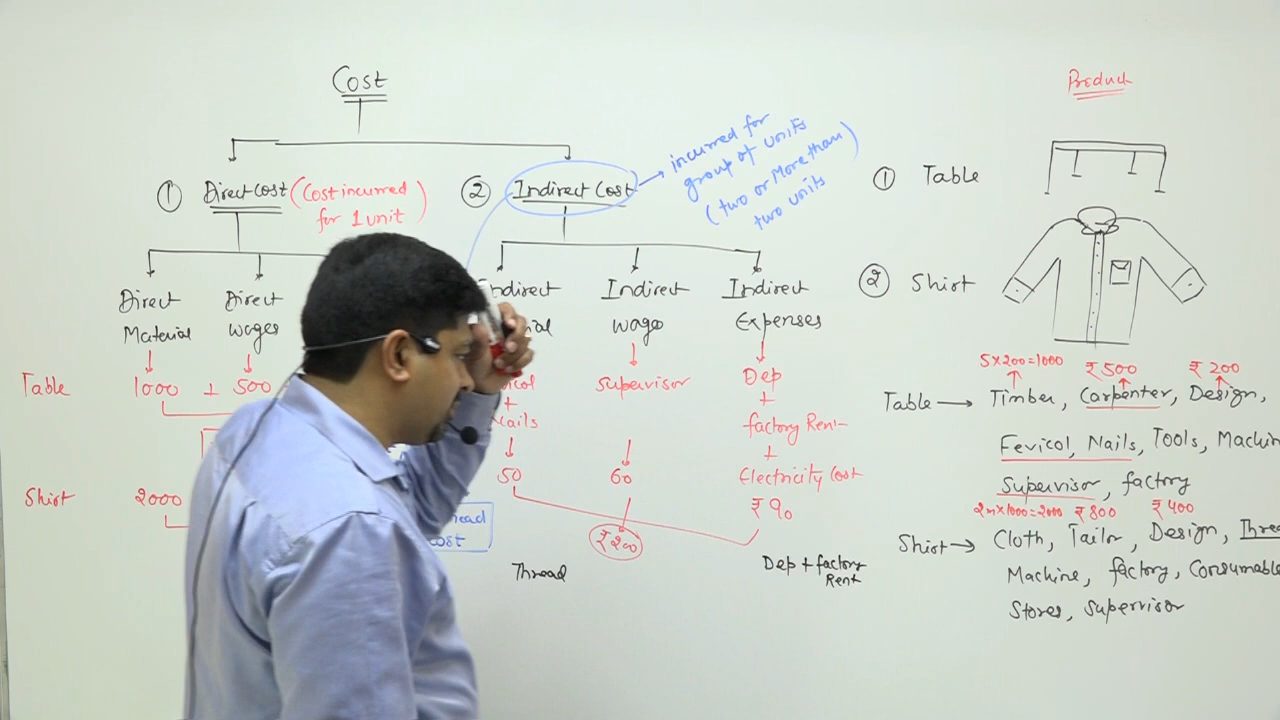 Cost
Product
① Direct cost (Cost incurred
for 1 unit)
② Indirect Cost
incurred for
group of units
(two or More than)
two units
① Table
② Shirt
Direct
Material
Direct
wages
Indirect
Indirect
wage
Indirect
Expenses
Table 1000 + 500
50
Supervisor
60
Dep
+
factory Rent
+
Electricity Cost
₹ 90
₹ 200
Shirt 2000
cost
Thread
Dep + factory
Rent
5 x 200 = 1000 ₹ 500 ₹ 200
Table → Timber, Carpenter, Design,
Fevicol, Nails, Tools, Machin
Supervisor, factory
2m x 1000 = 2000 ₹ 800 ₹ 400
Shirt → Cloth, Tailor, Design, Threa
Machine, factory, Consumable
Stores, Supervisor